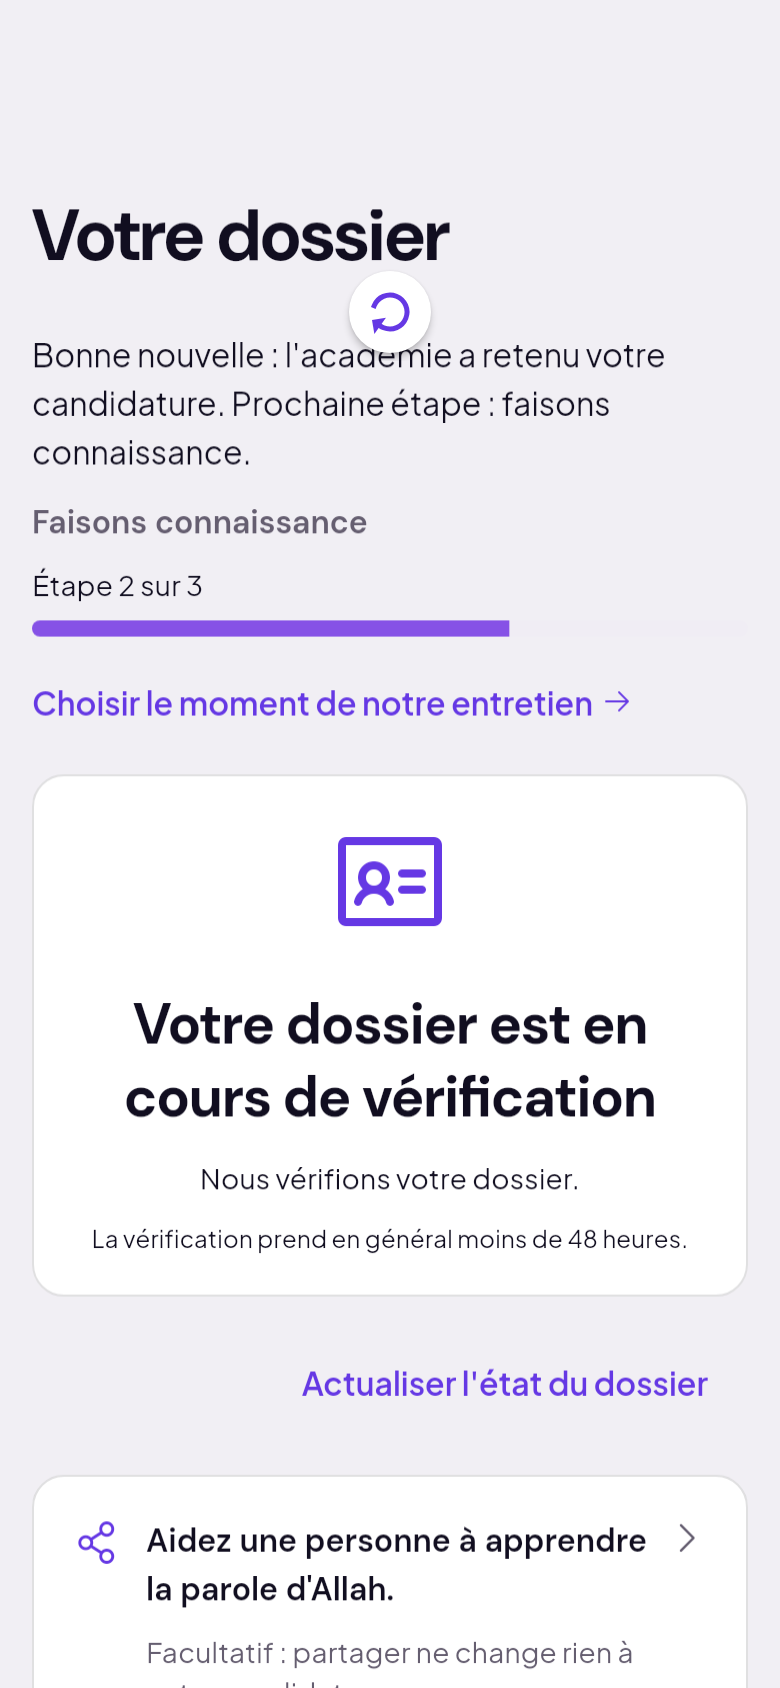 Votre dossier
Bonne nouvelle : l'académie a retenu votre
candidature. Prochaine étape : faisons
connaissance.
Faisons connaissance
Étape 2 sur 3
Choisir le moment de notre entretien →
Votre dossier est en
cours de vérification
Nous vérifions votre dossier.
La vérification prend en général moins de 48 heures.
Actualiser l'état du dossier
Aidez une personne à apprendre
la parole d'Allah.
Facultatif : partager ne change rien à